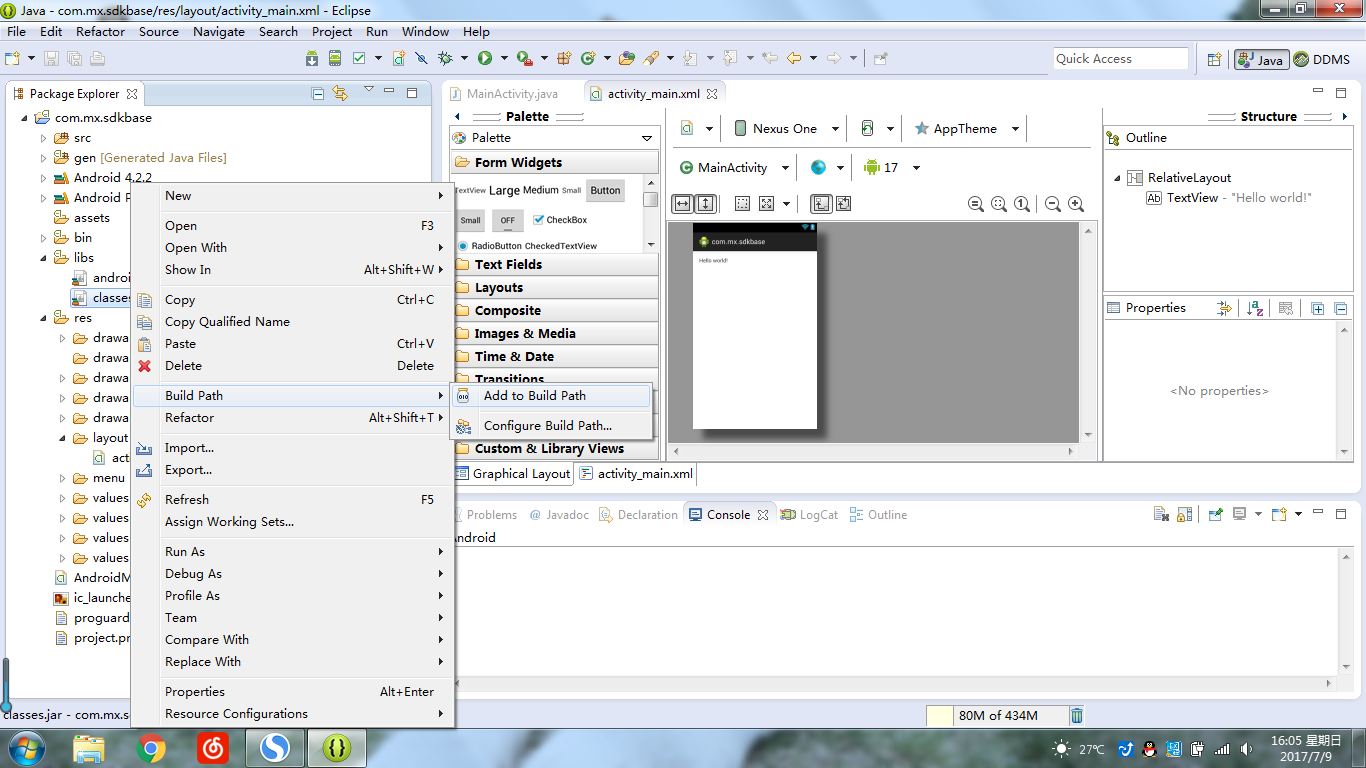 Java - com.mx.sdkbase/res/layout/activity_main.xml - Eclipse
File Edit Refactor Source Navigate Search Project Run Window Help
Quick Access
Java
DDMS
Package Explorer
com.mx.sdkbase
src
gen [Generated Java Files]
Android 4.2.2
Android P
assets
bin
libs
androi
classes
res
drawa
drawa
drawa
drawa
drawa
layout
act
menu
values
values
values
values
AndroidM
ic_launche
proguard
project.pr
New
Open F3
Open With
Show In Alt+Shift+W
Copy Ctrl+C
Copy Qualified Name
Paste Ctrl+V
Delete Delete
Build Path
Refactor Alt+Shift+T
Import...
Export...
Refresh F5
Assign Working Sets...
Run As
Debug As
Profile As
Team
Compare With
Replace With
Properties Alt+Enter
Resource Configurations
Add to Build Path
Configure Build Path...
MainActivity.java
activity_main.xml
Palette
Palette
Form Widgets
TextView Large Medium Small Button
Small OFF CheckBox
RadioButton CheckedTextView
Text Fields
Layouts
Composite
Images & Media
Time & Date
Transitions
Custom & Library Views
Graphical Layout
activity_main.xml
Nexus One
AppTheme
MainActivity
17
com.mx.sdkbase
Hello world!
Structure
Outline
RelativeLayout
TextView - "Hello world!"
Properties
<No properties>
Problems
@ Javadoc
Declaration
Console
LogCat
Outline
Android
classes.jar - com.mx.s
80M of 434M
27℃
16:05 星期日
2017/7/9